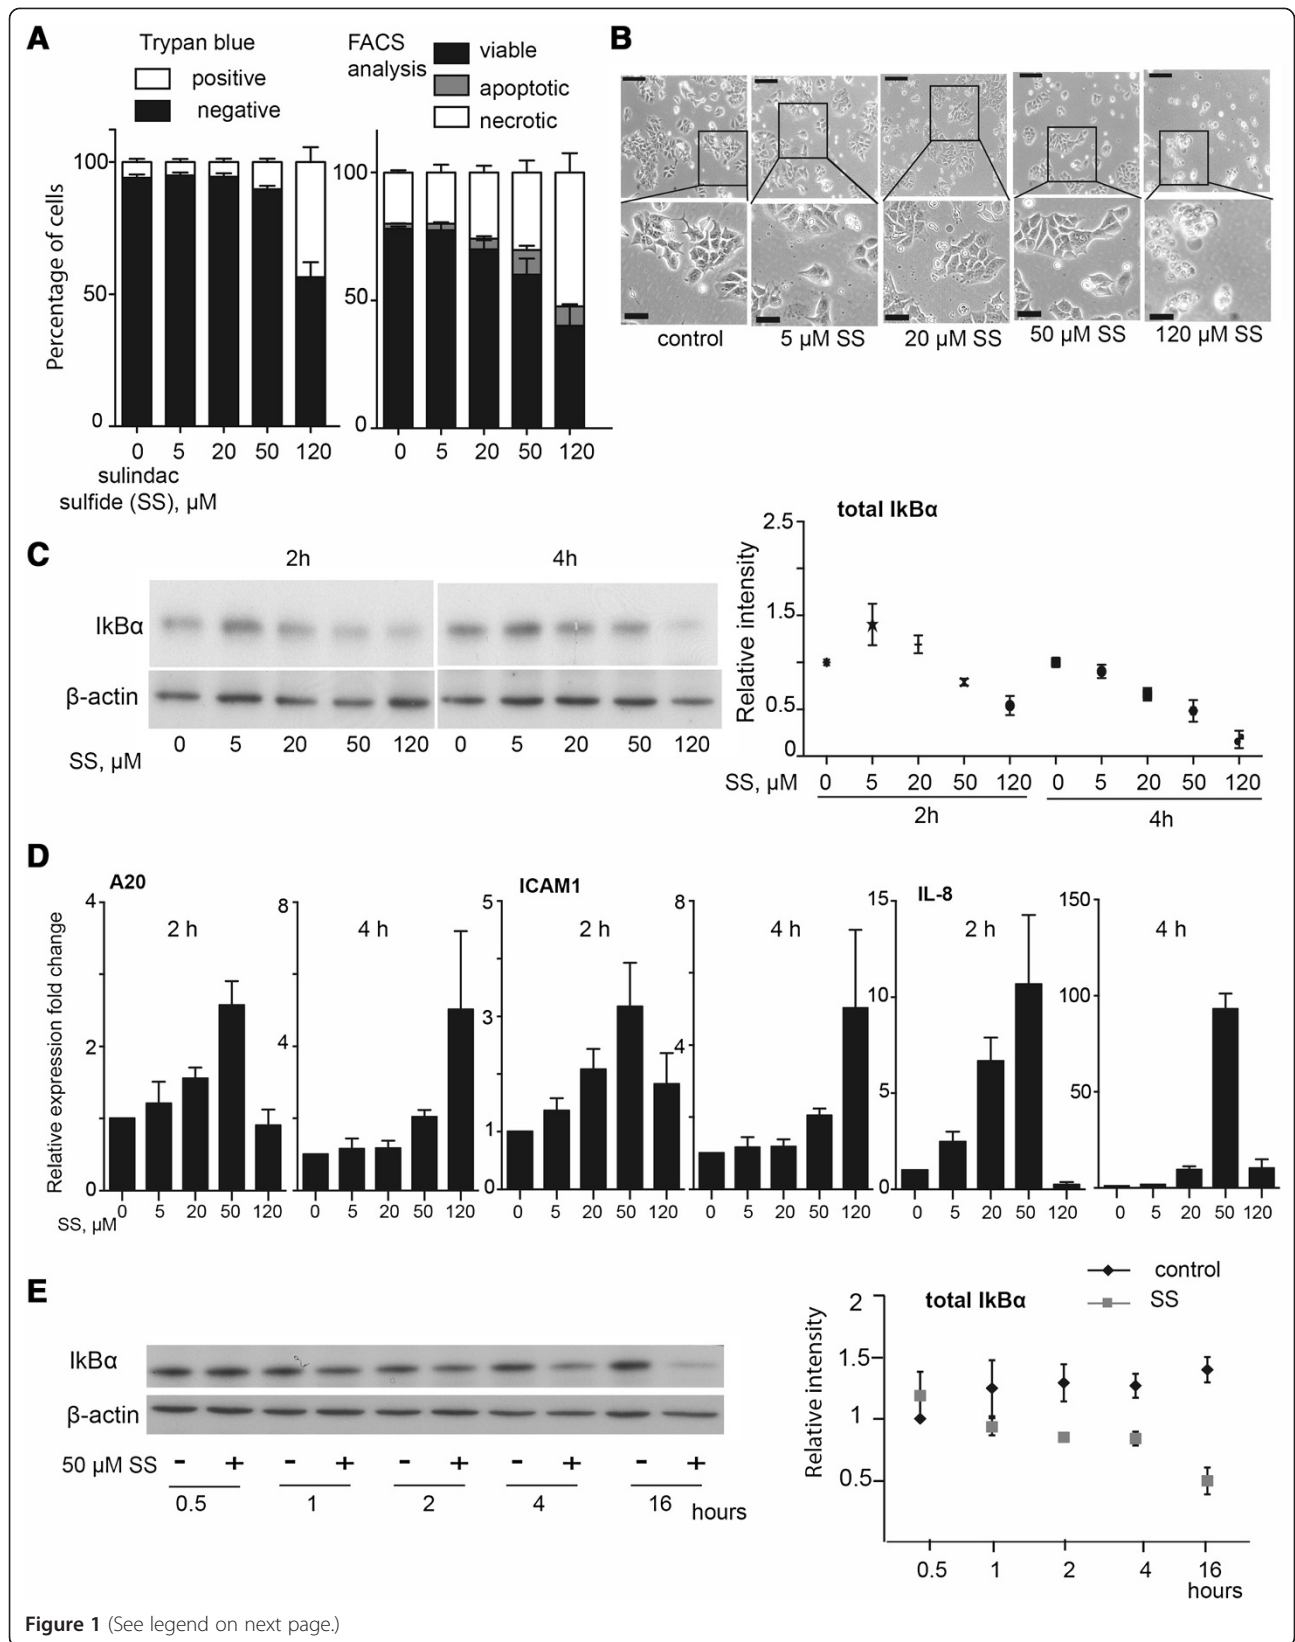 A
Trypan blue
positive
negative
FACS
analysis
viable
apoptotic
necrotic
Percentage of cells
100
50
0
0 5 20 50 120
sulindac
sulfide (SS), µM
100
50
0
0 5 20 50 120
B
control 5 µM SS 20 µM SS 50 µM SS 120 µM SS
C
2h 4h
IkBα
β-actin
0 5 20 50 120 0 5 20 50 120
SS, µM
total IkBα
Relative intensity
2.5
1.5
0.5
0
SS, µM 0 5 20 50 120 0 5 20 50 120
2h 4h
D
Relative expression fold change
A20
2 h
4
2
0
0 5 20 50 120
SS, µM
4 h
8
4
0 5 20 50 120
ICAM1
2 h
5
3
1
0
0 5 20 50 120
4 h
8
4
0 5 20 50 120
IL-8
2 h
15
10
5
0
0 5 20 50 120
4 h
150
100
50
0 5 20 50 120
E
IkBα
β-actin
50 µM SS - + - + - + - + - +
0.5 1 2 4 16 hours
control
SS
total IkBα
Relative intensity
2
1.5
1
0.5
0.5 1 2 4 16
hours
Figure 1 (See legend on next page.)